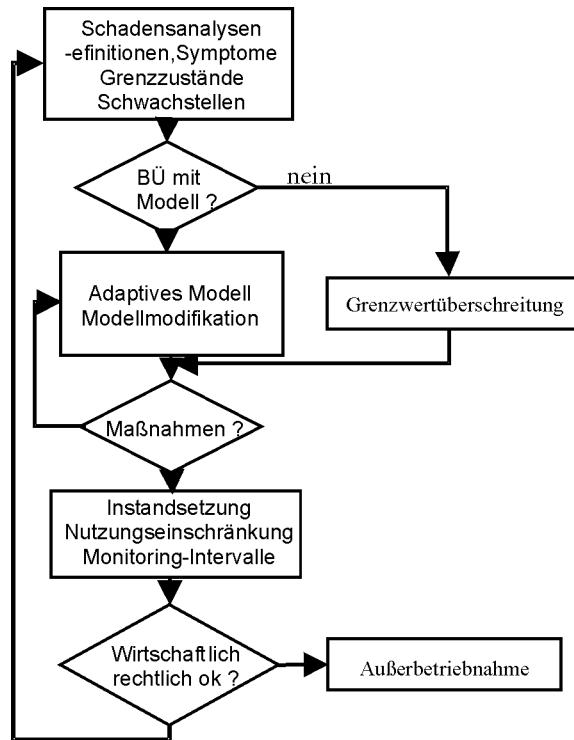 Schadensanalysen
-efinitionen,Symptome
Grenzzustände
Schwachstellen
BÜ mit
Modell ?
nein
Adaptives Modell
Modellmodifikation
Grenzwertüberschreitung
Maßnahmen ?
Instandsetzung
Nutzungseinschränkung
Monitoring-Intervalle
Wirtschaftlich
rechtlich ok ?
Außerbetriebnahme